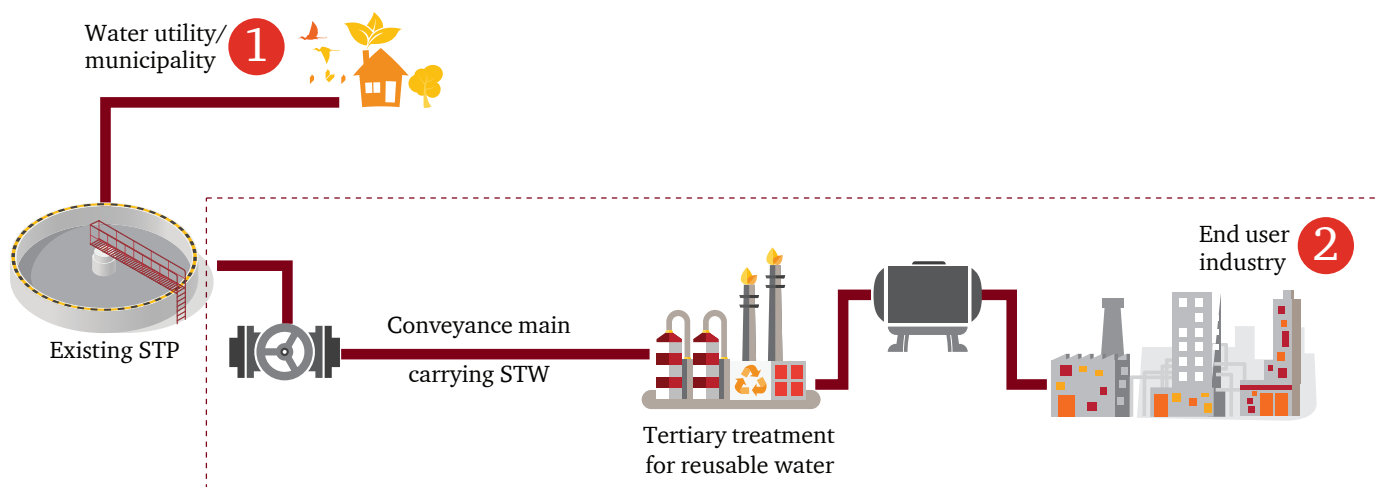 Water utility/
municipality
1
Existing STP
Conveyance main
carrying STW
Tertiary treatment
for reusable water
End user
industry
2